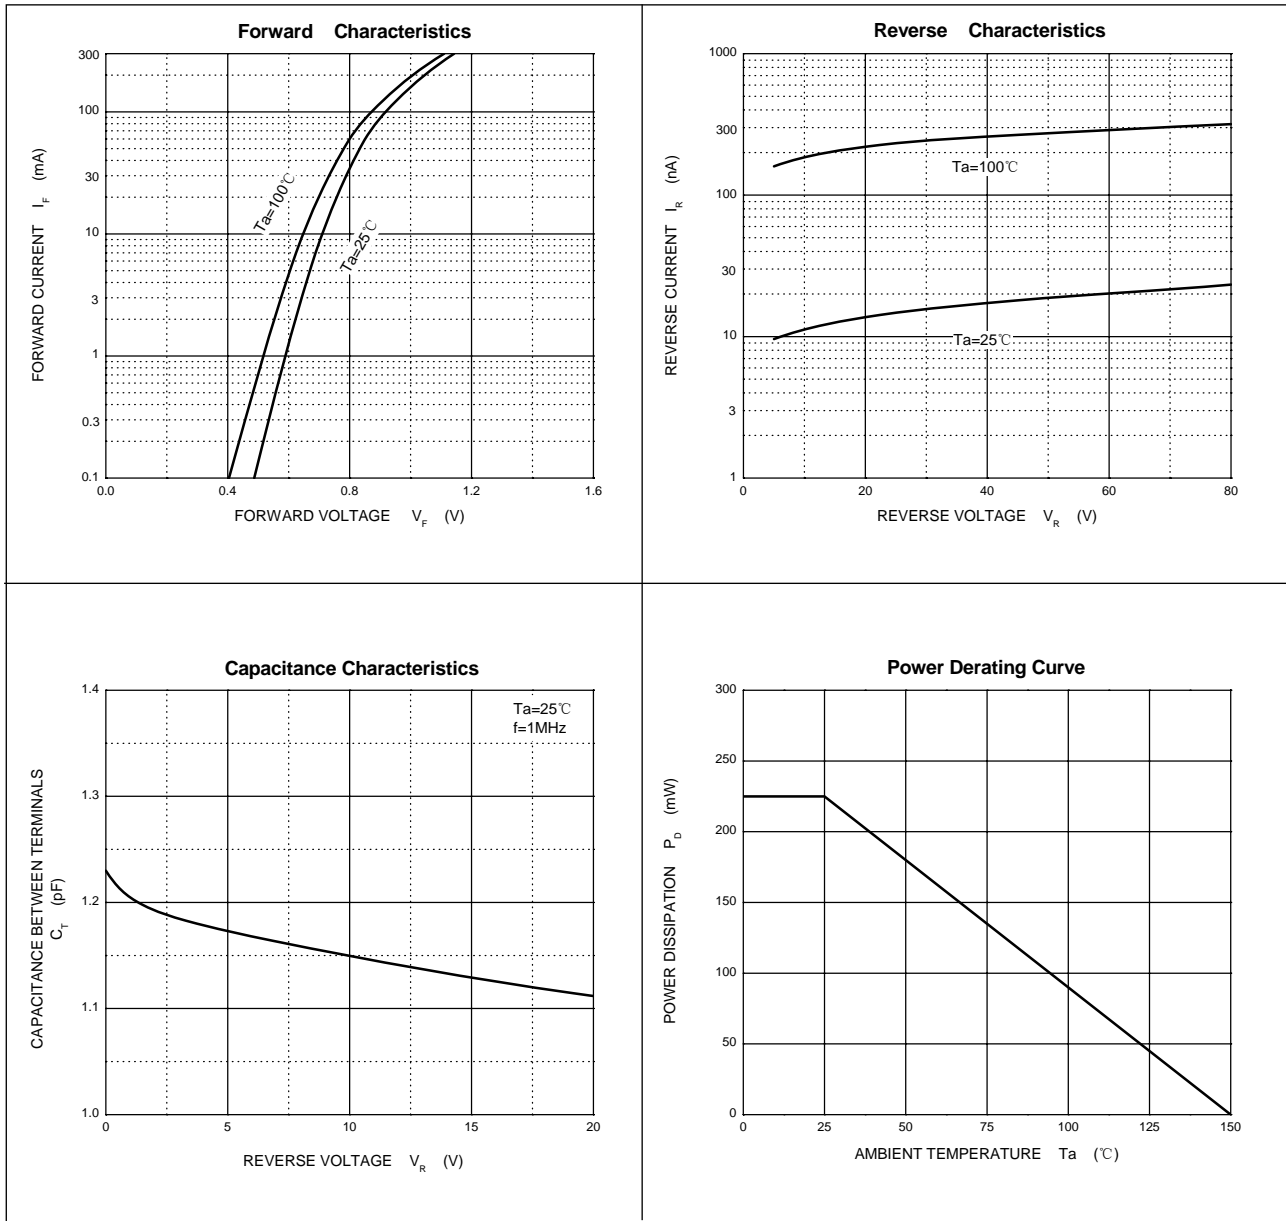 Forward Characteristics
300
100
30
10
3
1
0.3
0.1
0.0 0.4 0.8 1.2 1.6
FORWARD CURRENT I_F (mA)
Ta=100℃
Ta=25℃
FORWARD VOLTAGE V_F (V)
Reverse Characteristics
1000
300
100
30
10
3
1
0 20 40 60 80
REVERSE CURRENT I_R (nA)
Ta=100℃
Ta=25℃
REVERSE VOLTAGE V_R (V)
Capacitance Characteristics
1.4
1.3
1.2
1.1
1.0
0 5 10 15 20
CAPACITANCE BETWEEN TERMINALS
C_T (pF)
Ta=25℃
f=1MHz
REVERSE VOLTAGE V_R (V)
Power Derating Curve
300
250
200
150
100
50
0
0 25 50 75 100 125 150
POWER DISSIPATION P_D (mW)
AMBIENT TEMPERATURE Ta (℃)